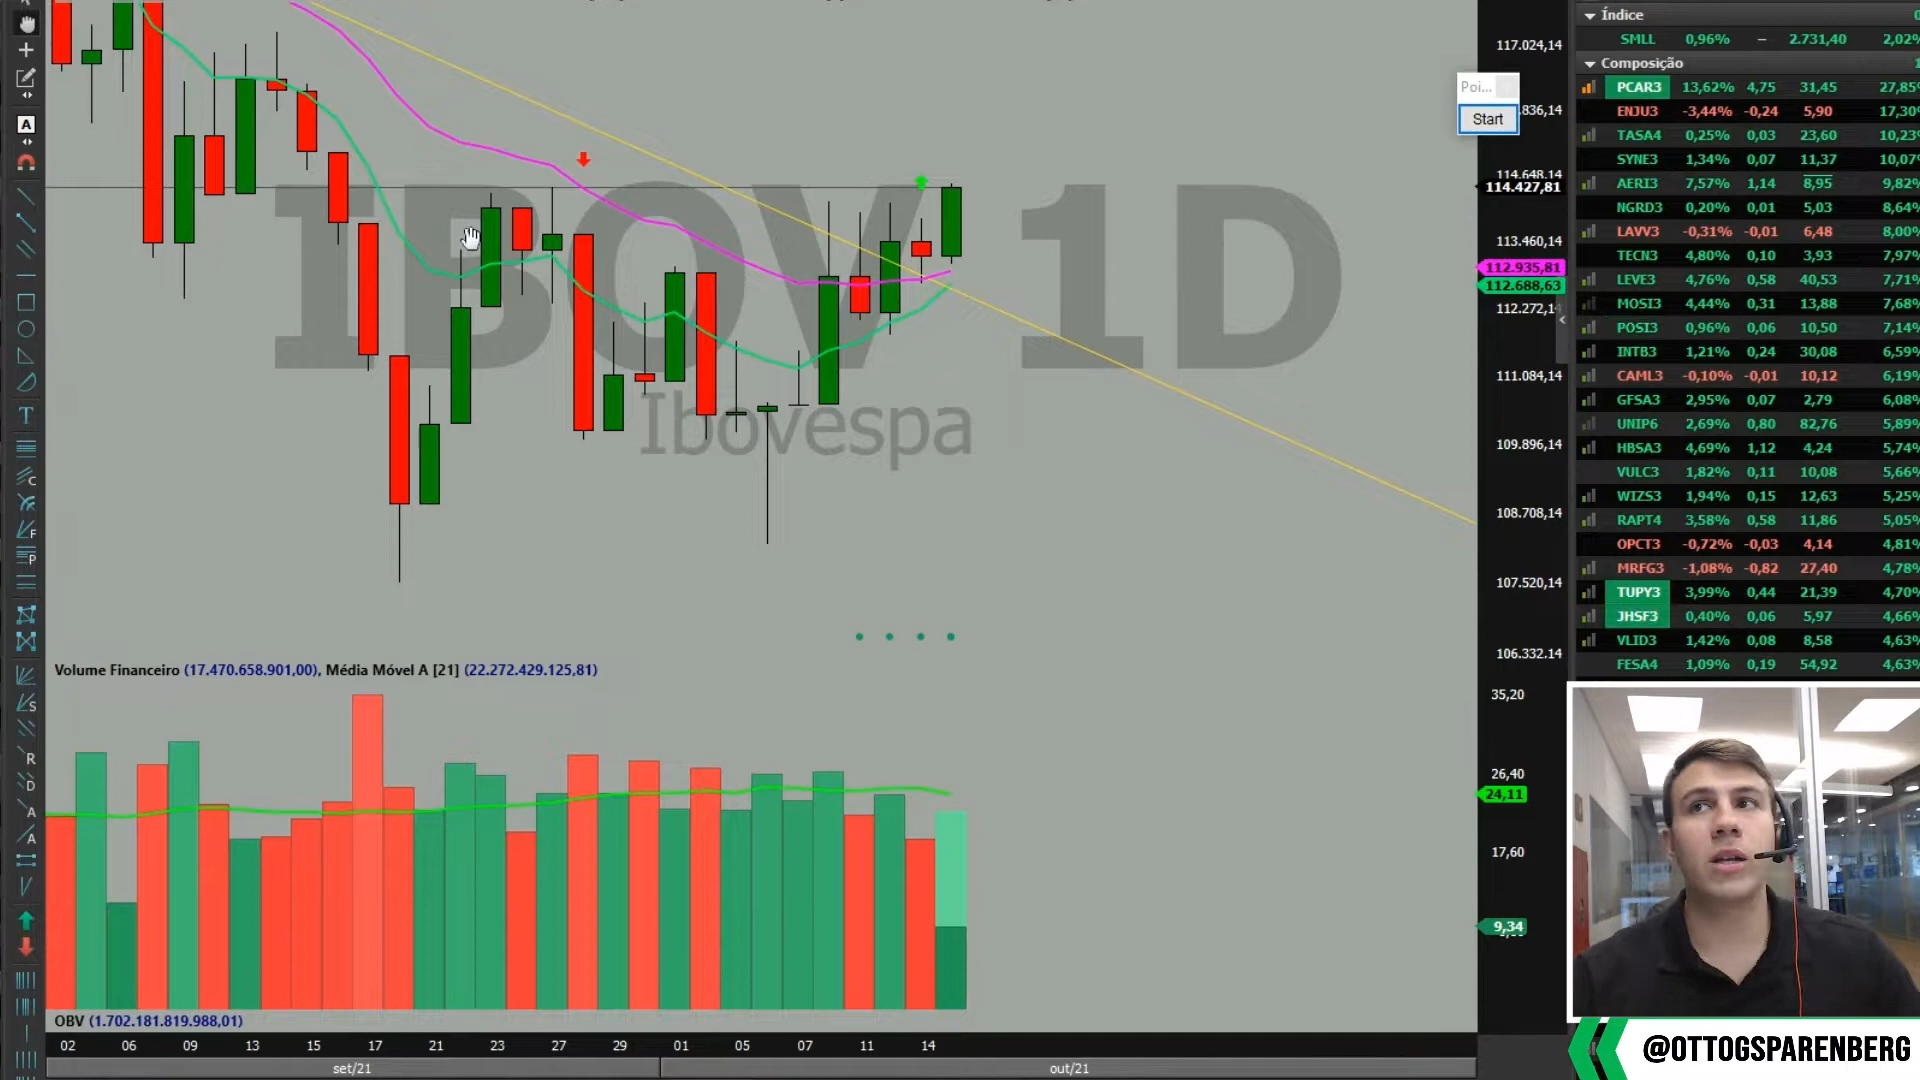 Índice
SMLL 0,96% – 2.731,40 2,02%
Composição
PCAR3 13,62% 4,75 31,45 27,85%
ENJU3 -3,44% -0,24 5,90 17,30%
TASA4 0,25% 0,03 23,60 10,23%
SYNE3 1,34% 0,07 11,37 10,07%
AERI3 7,57% 1,14 8,95 9,82%
NGRD3 0,20% 0,01 5,03 8,64%
LAVV3 -0,31% -0,01 6,48 8,00%
TECN3 4,80% 0,10 3,93 7,97%
LEVE3 4,76% 0,58 40,53 7,71%
MOSI3 4,44% 0,31 13,88 7,68%
POSI3 0,96% 0,06 10,50 7,14%
INTB3 1,21% 0,24 30,08 6,59%
CAML3 -0,10% -0,01 10,12 6,19%
GFSA3 2,95% 0,07 2,79 6,08%
UNIP6 2,69% 0,80 82,76 5,89%
HBSA3 4,69% 1,12 4,24 5,74%
VULC3 1,82% 0,11 10,08 5,66%
WIZS3 1,94% 0,15 12,63 5,25%
RAPT4 3,58% 0,58 11,86 5,05%
OPCT3 -0,72% -0,03 4,14 4,81%
MRFG3 -1,08% -0,82 27,40 4,78%
TUPY3 3,99% 0,44 21,39 4,70%
JHSF3 0,40% 0,06 5,97 4,66%
VLID3 1,42% 0,08 8,58 4,63%
FESA4 1,09% 0,19 54,92 4,63%
Poi...
Start
117.024,14
.836,14
114.648,14
114.427,81
113.460,14
112.935,81
112.688,63
112.272,14
111.084,14
109.896,14
108.708,14
107.520,14
106.332,14
IBOV 1D
Ibovespa
Volume Financeiro (17.470.658.901,00), Média Móvel A [21] (22.272.429.125,81)
35,20
26,40
24,11
17,60
9,34
OBV (1.702.181.819.988,01)
02 06 09 13 15 17 21 23 27 29 01 05 07 11 14
set/21 out/21
@OTTOGSPARENBERG